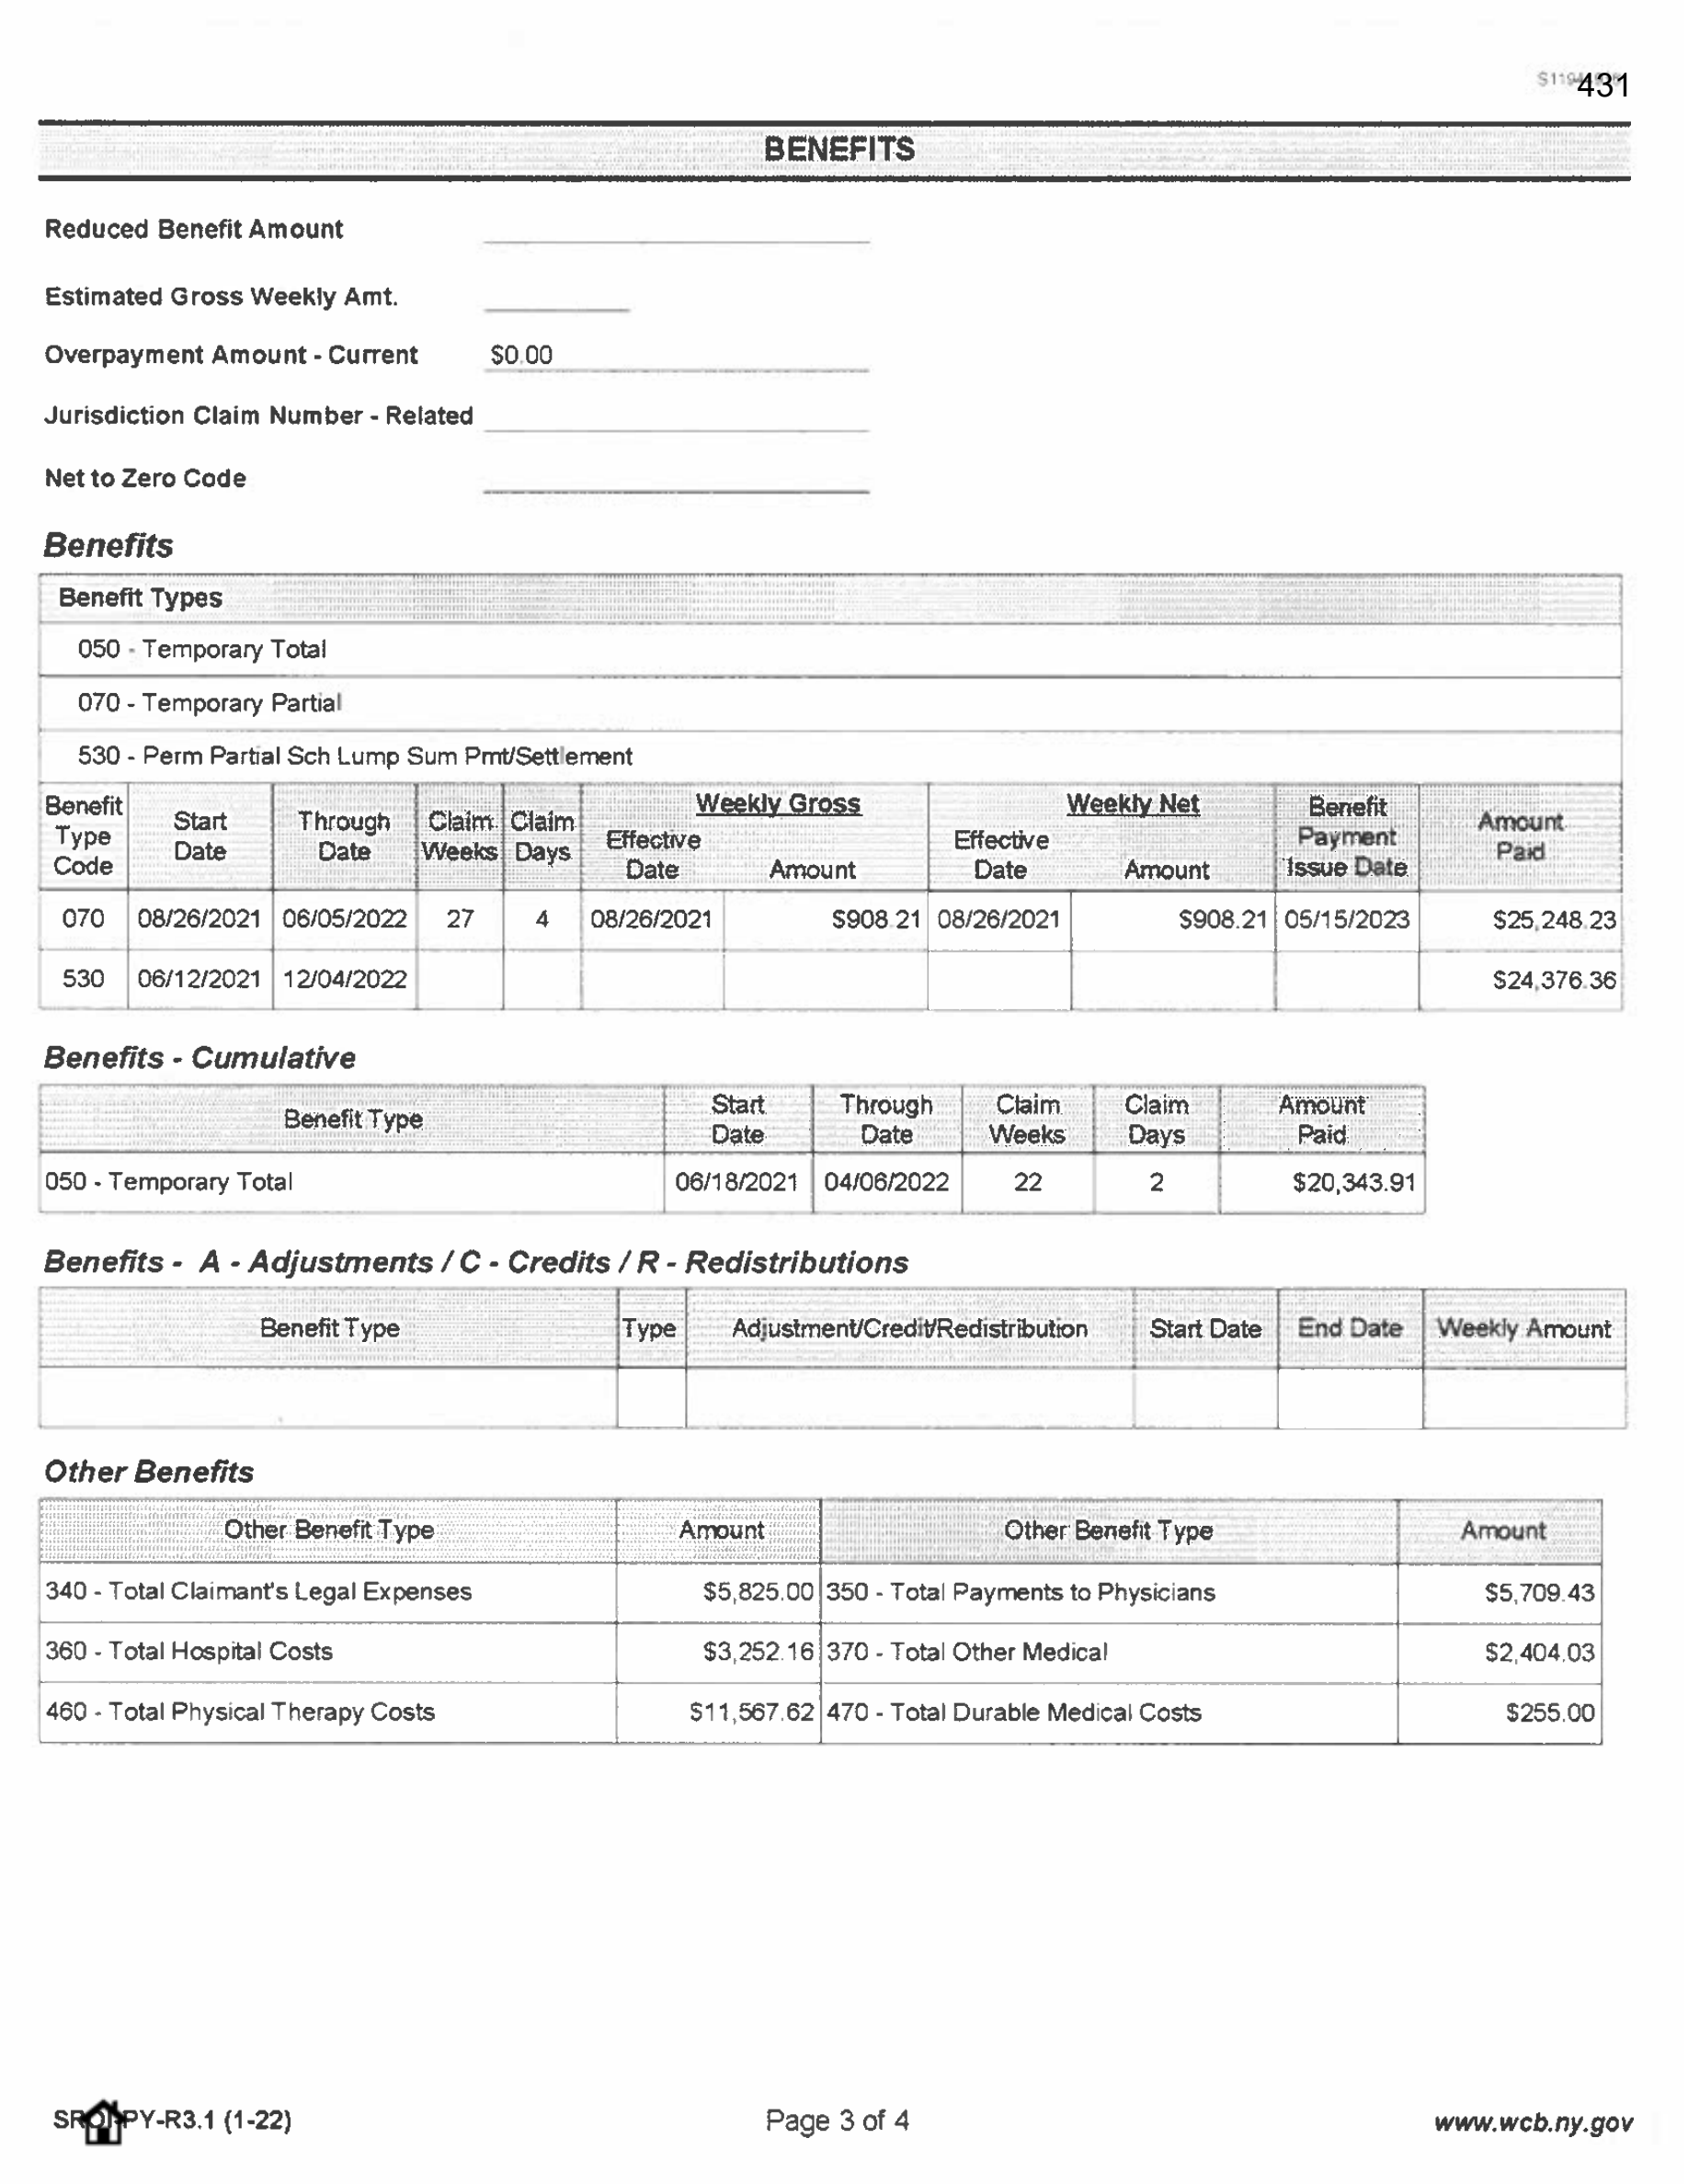 431
BENEFITS
Reduced Benefit Amount
Estimated Gross Weekly Amt.
Overpayment Amount - Current $0.00
Jurisdiction Claim Number - Related
Net to Zero Code
Benefits
Benefit Types
050 - Temporary Total
070 - Temporary Partial
530 - Perm Partial Sch Lump Sum Pmt/Settlement
Benefit Type Code Start Date Through Date Claim Weeks Claim Days Weekly Gross Effective Date Amount Weekly Net Effective Date Amount Benefit Payment Issue Date Amount Paid
070 08/26/2021 06/05/2022 27 4 08/26/2021 $908.21 08/26/2021 $908.21 05/15/2023 $25,248.23
530 06/12/2021 12/04/2022 $24,376.36
Benefits - Cumulative
Benefit Type Start Date Through Date Claim Weeks Claim Days Amount Paid
050 - Temporary Total 06/18/2021 04/06/2022 22 2 $20,343.91
Benefits - A - Adjustments / C - Credits / R - Redistributions
Benefit Type Type Adjustment/Credit/Redistribution Start Date End Date Weekly Amount
Other Benefits
Other Benefit Type Amount Other Benefit Type Amount
340 - Total Claimant's Legal Expenses $5,825.00 350 - Total Payments to Physicians $5,709.43
360 - Total Hospital Costs $3,252.16 370 - Total Other Medical $2,404.03
460 - Total Physical Therapy Costs $11,567.62 470 - Total Durable Medical Costs $255.00
PY-R3.1 (1-22) Page 3 of 4 www.wcb.ny.gov